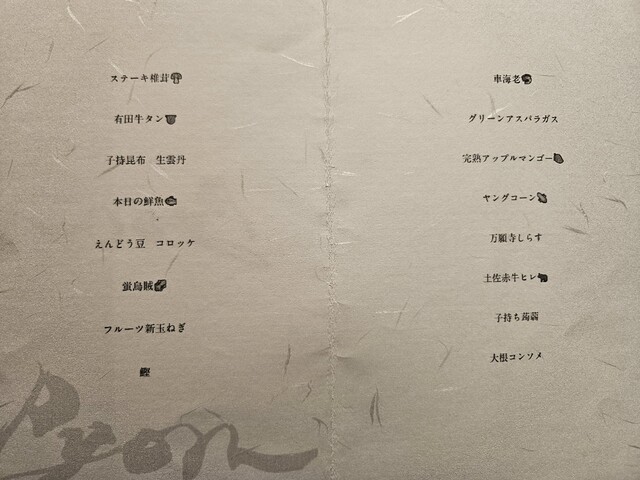 ステーキ椎茸
有田牛タン
子持昆布　生雲丹
本日の鮮魚
えんどう豆　コロッケ
蛍烏賊
フルーツ新玉ねぎ
鰹
車海老
グリーンアスパラガス
完熟アップルマンゴー
ヤングコーン
万願寺しらす
土佐赤牛ヒレ
子持ち蒟蒻
大根コンソメ